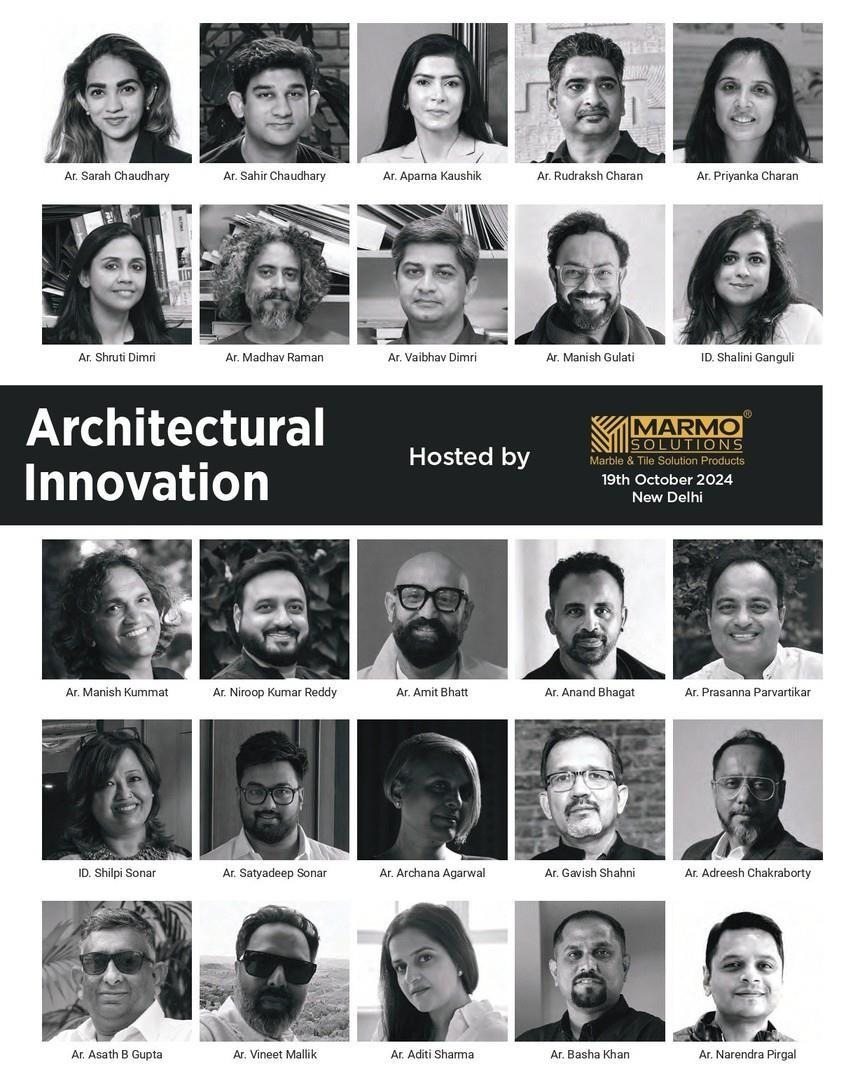 Ar. Sarah Chaudhary
Ar. Sahir Chaudhary
Ar. Aparna Kaushik
Ar. Rudraksh Charan
Ar. Priyanka Charan
Ar. Shruti Dimri
Ar. Madhav Raman
Ar. Vaibhav Dimri
Ar. Manish Gulati
ID. Shalini Ganguli
Architectural
Innovation
Hosted by
MARMO®
SOLUTIONS
Marble & Tile Solution Products
19th October 2024
New Delhi
Ar. Manish Kummat
Ar. Niroop Kumar Reddy
Ar. Amit Bhatt
Ar. Anand Bhagat
Ar. Prasanna Parvartikar
ID. Shilpi Sonar
Ar. Satyadeep Sonar
Ar. Archana Agarwal
Ar. Gavish Shahni
Ar. Adreesh Chakraborty
Ar. Asath B Gupta
Ar. Vineet Mallik
Ar. Aditi Sharma
Ar. Basha Khan
Ar. Narendra Pirgal